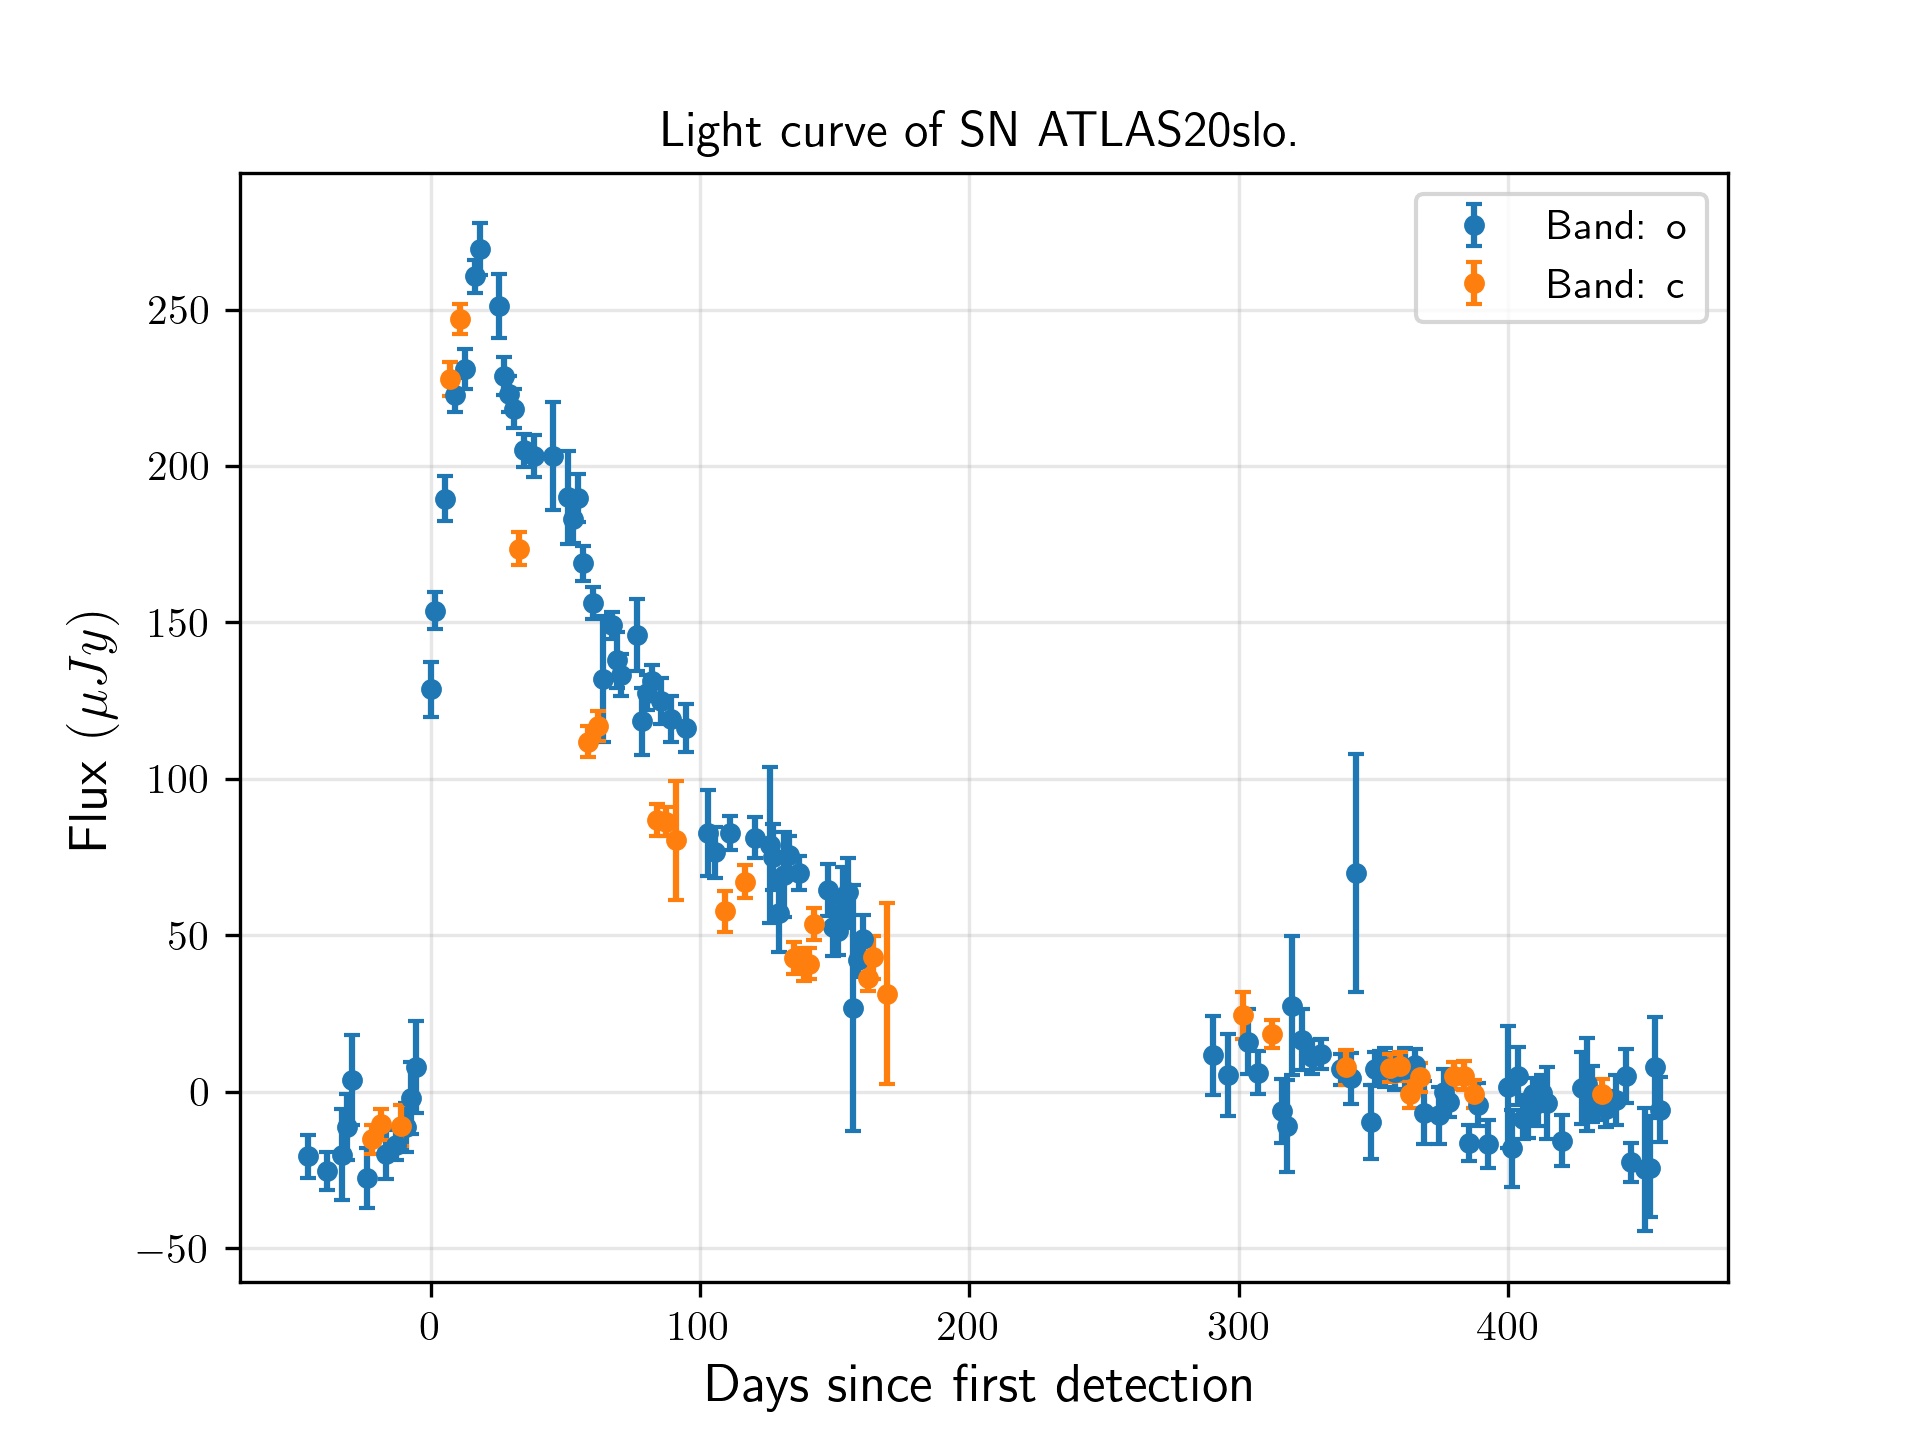 Light curve of SN ATLAS20slo.
Band: o
Band: c
250
200
150
100
50
0
−50
Flux (μJy)
0 100 200 300 400
Days since first detection